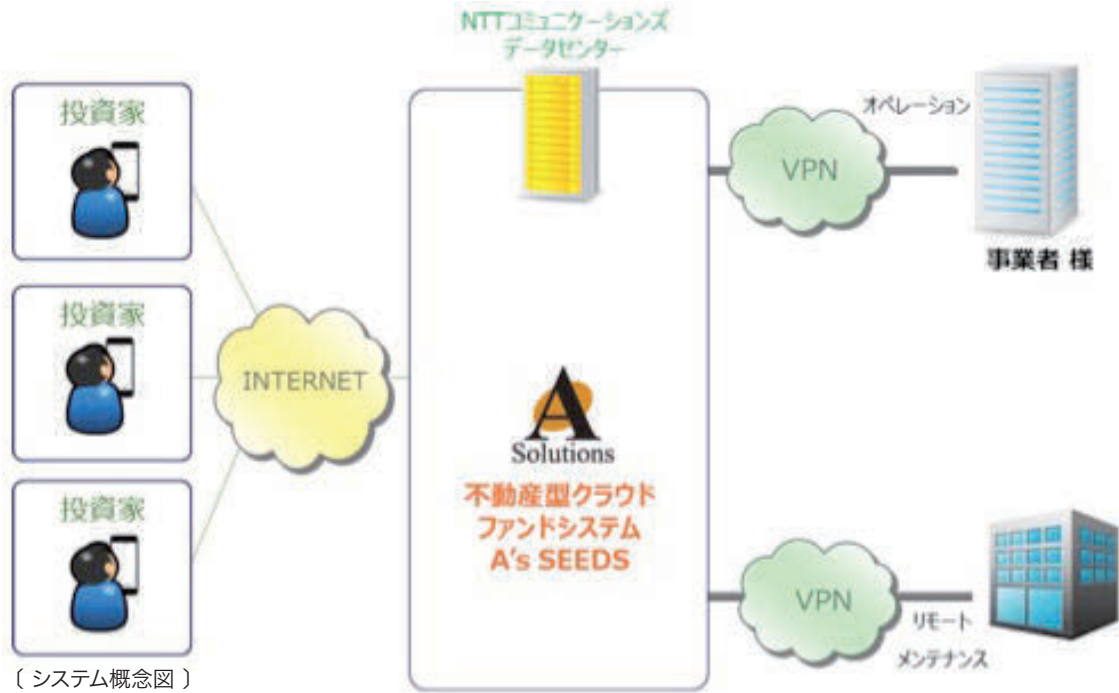 NTTコミュニケーションズ
データセンター
投資家
投資家
投資家
INTERNET
A
Solutions
不動産型クラウド
ファンドシステム
A's SEEDS
VPN
オペレーション
事業者 様
VPN
リモート
メンテナンス
〔 システム概念図 〕